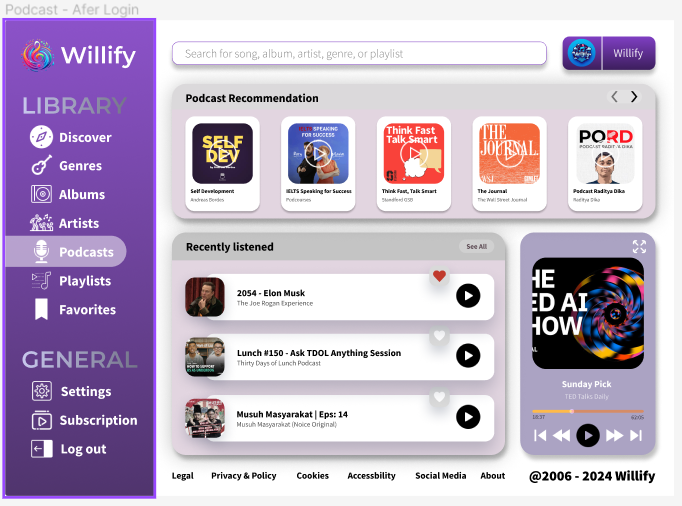 Podcast - Afer Login
Willify
LIBRARY
Discover
Genres
Albums
Artists
Podcasts
Playlists
Favorites
GENERAL
Settings
Subscription
Log out
Search for song, album, artist, genre, or playlist
Willify
Podcast Recommendation
SELF
DEV
Self Development
Andreas Bordes
IELTS SPEAKING
FOR SUCCESS
IELTS Speaking for Success
Podcourses
Think Fast
Talk Smart
Think Fast, Talk Smart
Standford GSB
THE
JOURNAL.
WSJ
The Journal
The Wall Street Journal
PORD
PODCAST RADITYA DIKA
Podcast Raditya Dika
Raditya Dika
Recently listened
See All
2054 - Elon Musk
The Joe Rogan Experience
Lunch #150 - Ask TDOL Anything Session
Thirty Days of Lunch Podcast
Musuh Masyarakat | Eps: 14
Musuh Masyarakat (Noice Original)
HE
ED AI
HOW
Sunday Pick
TED Talks Daily
Legal
Privacy & Policy
Cookies
Accessbility
Social Media
About
@2006 - 2024 Willify